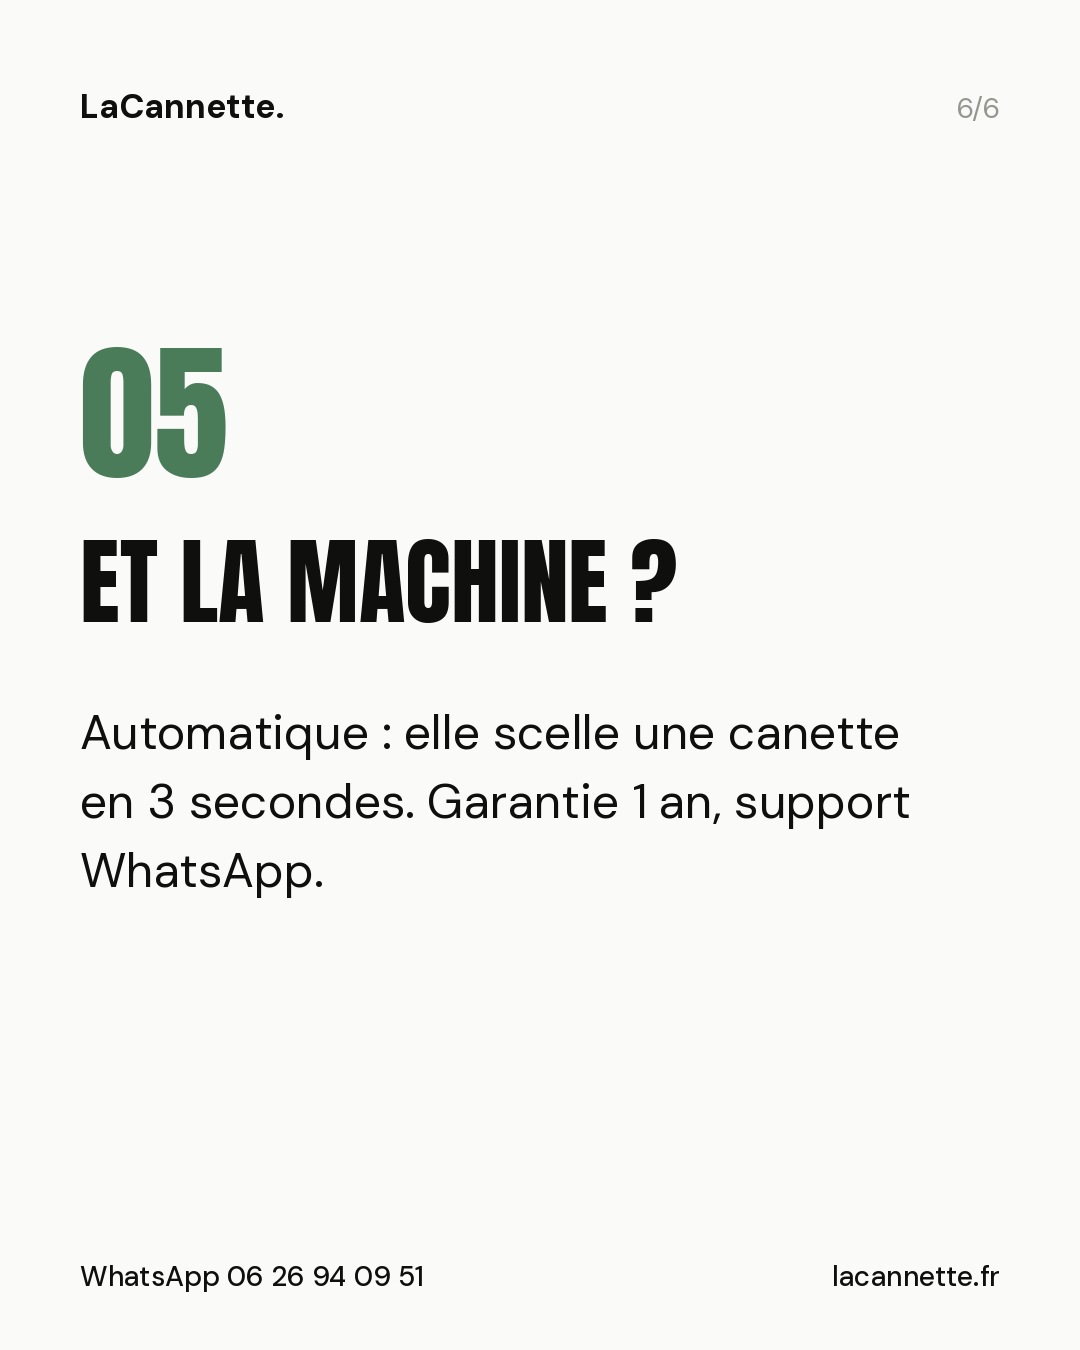 LaCannette.
6/6
05
ET LA MACHINE ?
Automatique : elle scelle une canette
en 3 secondes. Garantie 1 an, support
WhatsApp.
WhatsApp 06 26 94 09 51
lacannette.fr